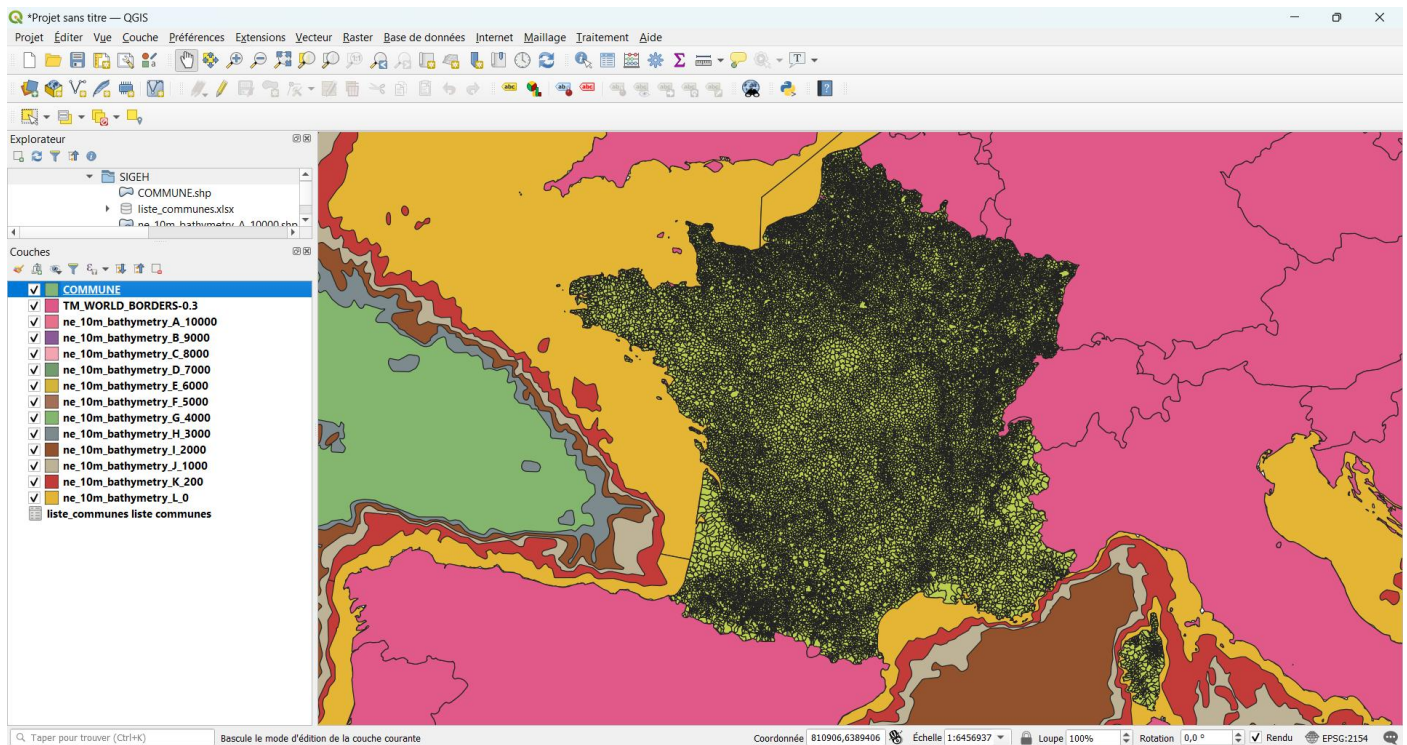 *Projet sans titre — QGIS
Projet Éditer Vue Couche Préférences Extensions Vecteur Raster Base de données Internet Maillage Traitement Aide
Explorateur
SIGEH
COMMUNE.shp
liste_communes.xlsx
ne_10m_bathymetry_A_10000.shp
Couches
COMMUNE
TM_WORLD_BORDERS-0.3
ne_10m_bathymetry_A_10000
ne_10m_bathymetry_B_9000
ne_10m_bathymetry_C_8000
ne_10m_bathymetry_D_7000
ne_10m_bathymetry_E_6000
ne_10m_bathymetry_F_5000
ne_10m_bathymetry_G_4000
ne_10m_bathymetry_H_3000
ne_10m_bathymetry_I_2000
ne_10m_bathymetry_J_1000
ne_10m_bathymetry_K_200
ne_10m_bathymetry_L_0
liste_communes liste communes
Taper pour trouver (Ctrl+K) Bascule le mode d'édition de la couche courante Coordonnée 810906,6389406 Échelle 1:6456937 Loupe 100% Rotation 0,0 ° Rendu EPSG:2154